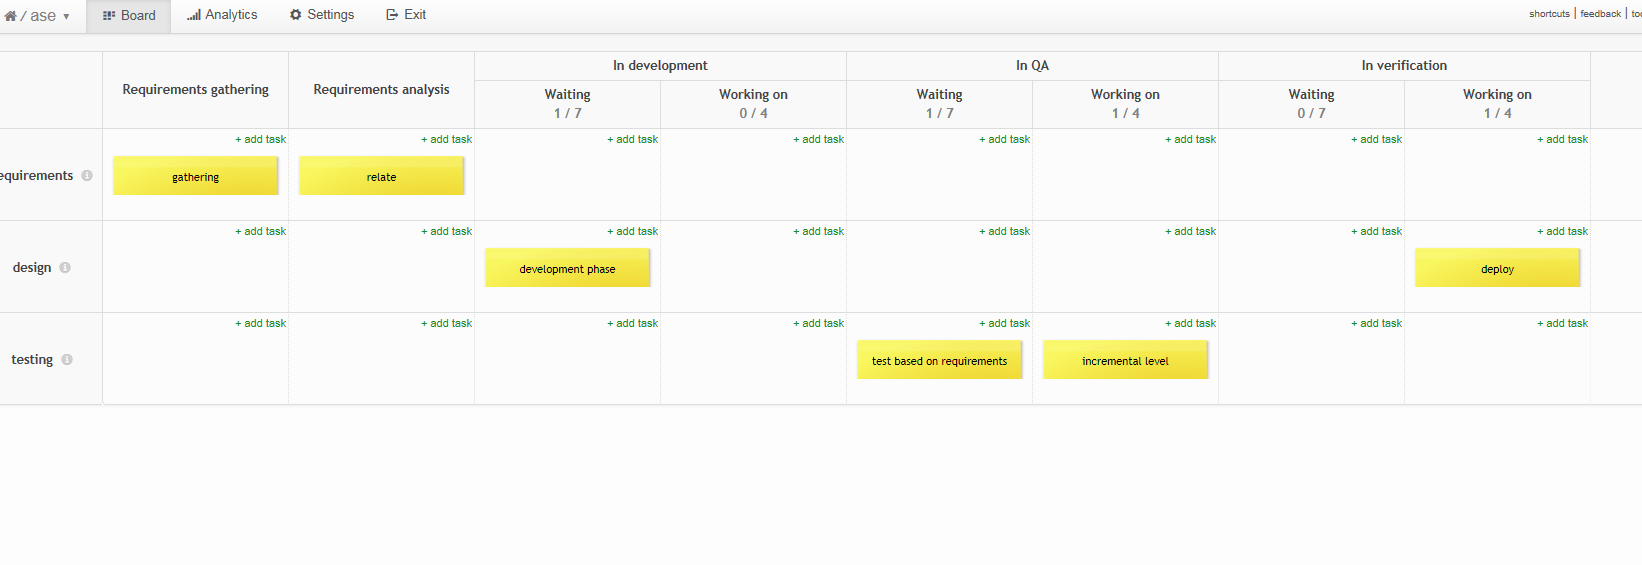 / ase ▼ Board Analytics Settings Exit shortcuts | feedback |
In development In QA In verification
Requirements gathering Requirements analysis
Waiting Working on Waiting Working on Waiting Working on
1 / 7 0 / 4 1 / 7 1 / 4 0 / 7 1 / 4
+ add task + add task + add task + add task + add task + add task + add task + add task
equirements gathering relate
+ add task + add task + add task + add task + add task + add task + add task + add task
design development phase deploy
+ add task + add task + add task + add task + add task + add task + add task + add task
testing test based on requirements incremental level